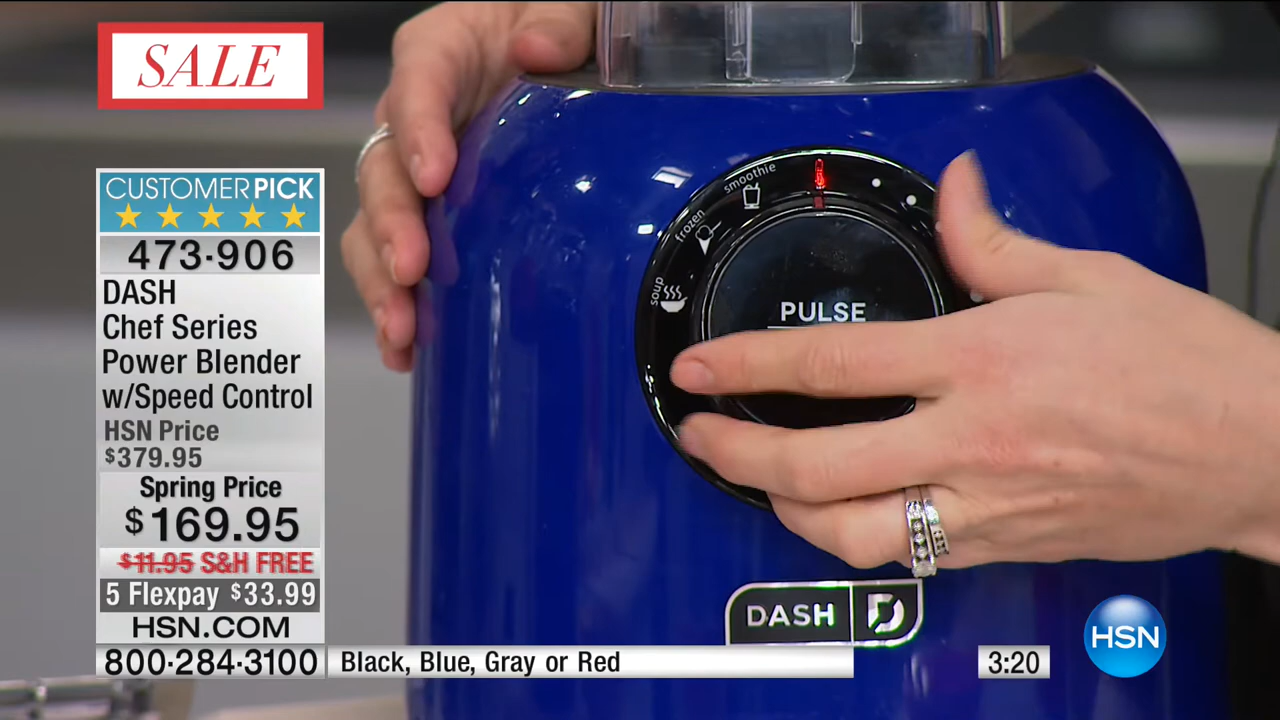 SALE
CUSTOMERPICK
473-906
DASH
Chef Series
Power Blender
w/Speed Control
HSN Price
$379.95
Spring Price
$169.95
$11.95 S&H FREE
5 Flexpay $33.99
HSN.COM
800-284-3100
Black, Blue, Gray or Red
3:20
HSN
smoothie
frozen
soup
PULSE
DASH D